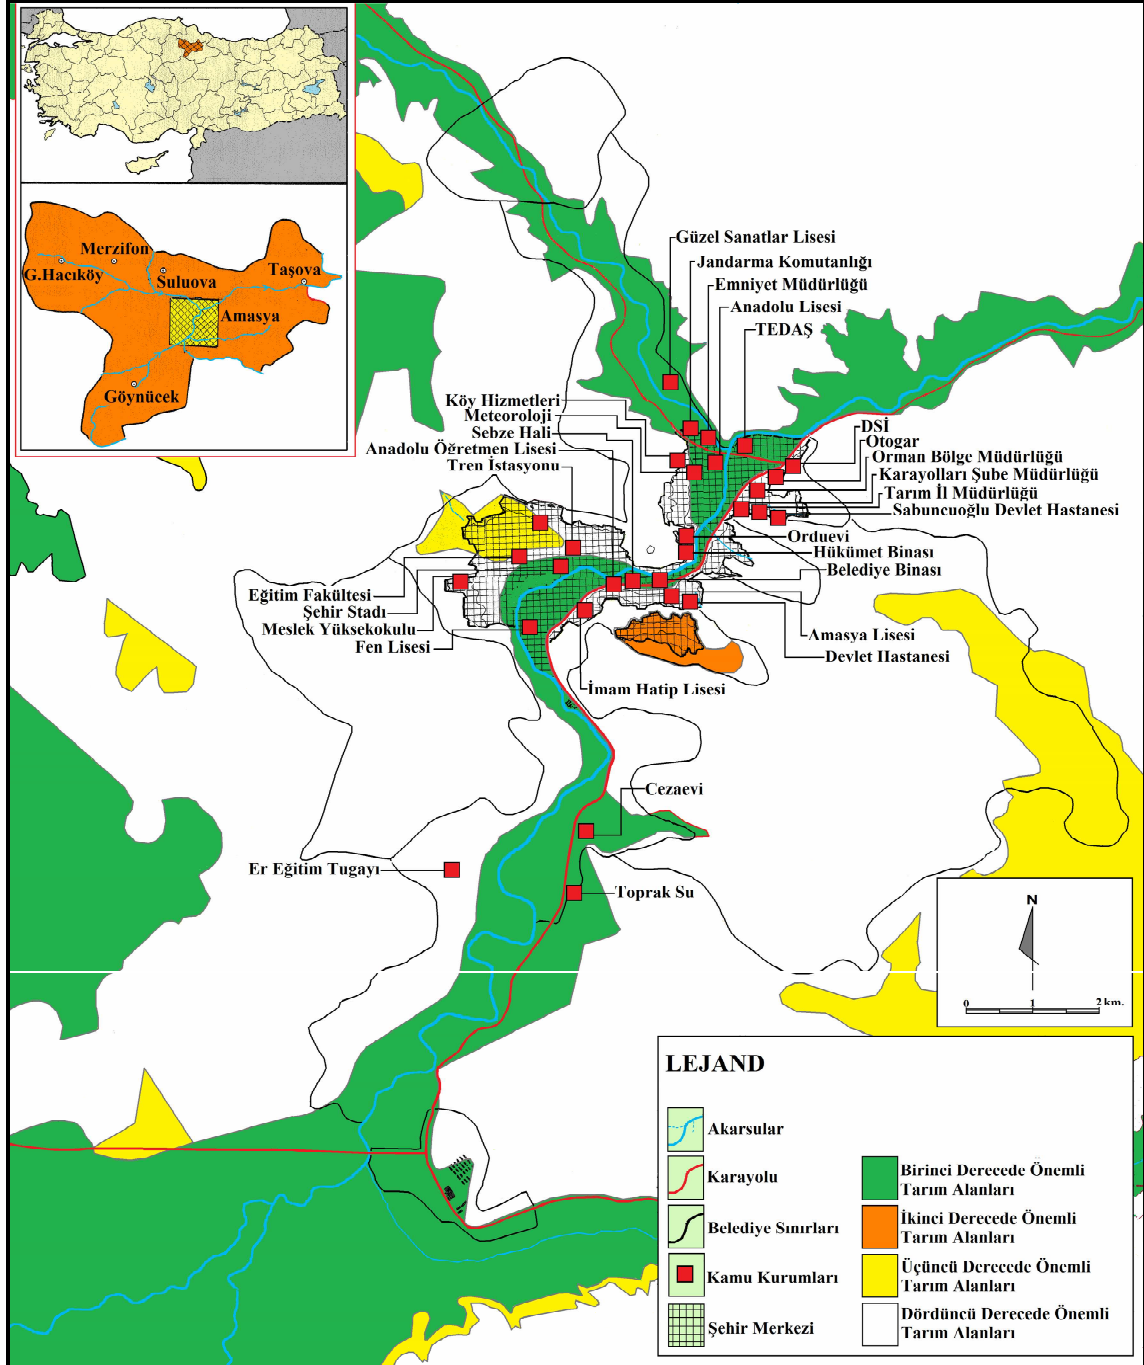 Merzifon
G.Hacıköy
Suluova
Taşova
Amasya
Göynücek
Güzel Sanatlar Lisesi
Jandarma Komutanlığı
Emniyet Müdürlüğü
Anadolu Lisesi
TEDAŞ
Köy Hizmetleri
Meteoroloji
Sebze Hali
Anadolu Öğretmen Lisesi
Tren İstasyonu
DSİ
Otogar
Orman Bölge Müdürlüğü
Karayolları Şube Müdürlüğü
Tarım İl Müdürlüğü
Sabuncuoğlu Devlet Hastanesi
Orduevi
Hükümet Binası
Belediye Binası
Eğitim Fakültesi
Şehir Stadı
Meslek Yüksekokulu
Fen Lisesi
Amasya Lisesi
Devlet Hastanesi
İmam Hatip Lisesi
Cezaevi
Er Eğitim Tugayı
Toprak Su
N
0 1 2 km.
LEJAND
Akarsular
Karayolu
Belediye Sınırları
Kamu Kurumları
Şehir Merkezi
Birinci Derecede Önemli
Tarım Alanları
İkinci Derecede Önemli
Tarım Alanları
Üçüncü Derecede Önemli
Tarım Alanları
Dördüncü Derecede Önemli
Tarım Alanları